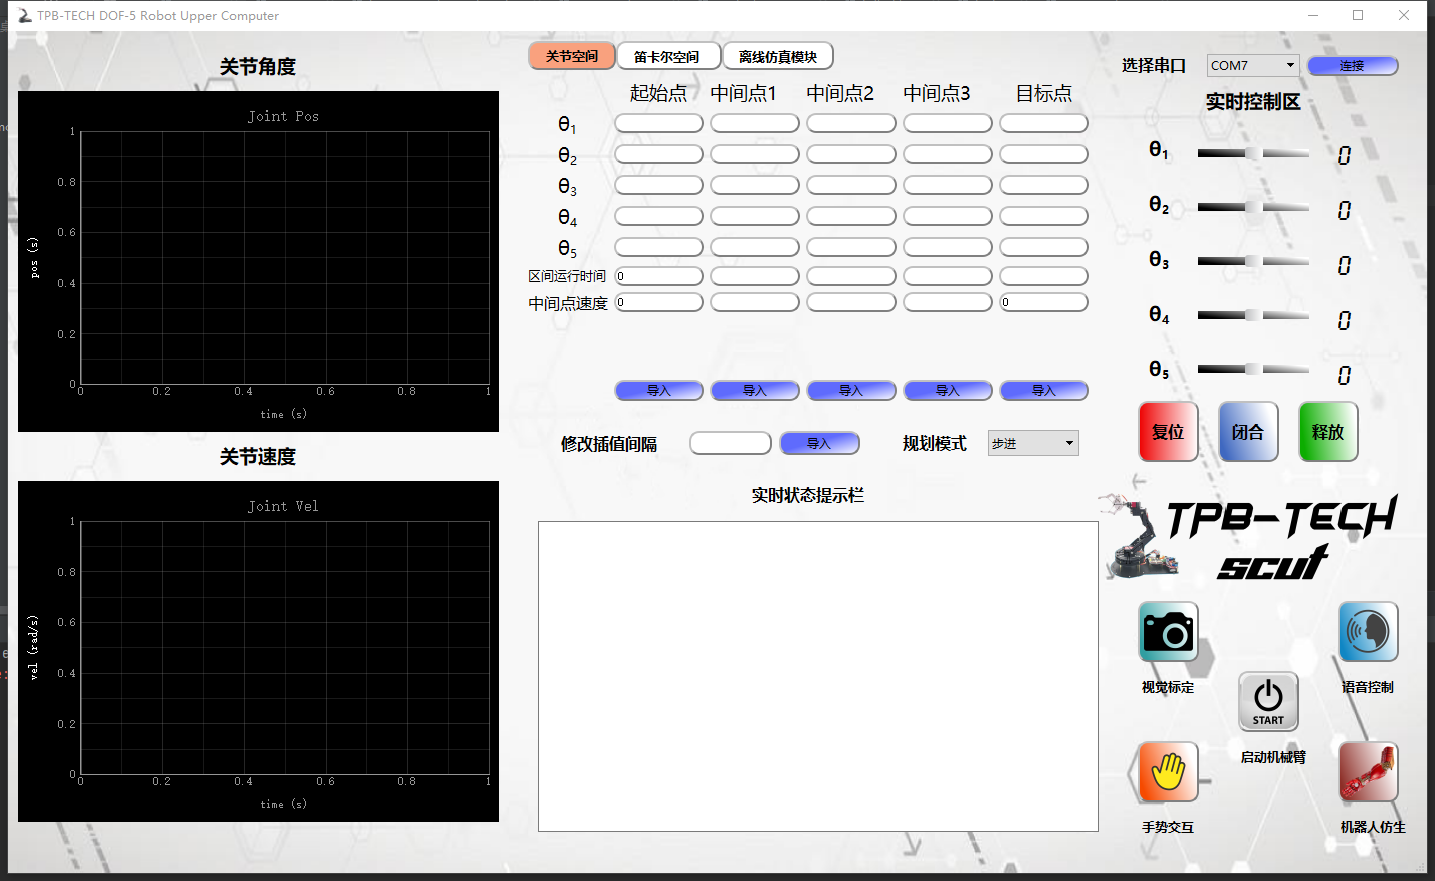 TPB-TECH DOF-5 Robot Upper Computer
关节角度
Joint Pos
1
0.8
0.6
0.4
0.2
0
pos (s)
0 0.2 0.4 0.6 0.8 1
time (s)
关节速度
Joint Vel
1
0.8
0.6
0.4
0.2
0
vel (rad/s)
0 0.2 0.4 0.6 0.8 1
time (s)
关节空间 笛卡尔空间 离线仿真模块
起始点 中间点1 中间点2 中间点3 目标点
θ1
θ2
θ3
θ4
θ5
区间运行时间 0
中间点速度 0 0
导入 导入 导入 导入 导入
修改插值间隔 导入 规划模式 步进
实时状态提示栏
选择串口 COM7 连接
实时控制区
θ1 0
θ2 0
θ3 0
θ4 0
θ5 0
复位 闭合 释放
TPB-TECH
scut
视觉标定 语音控制
START
启动机械臂
手势交互 机器人仿生